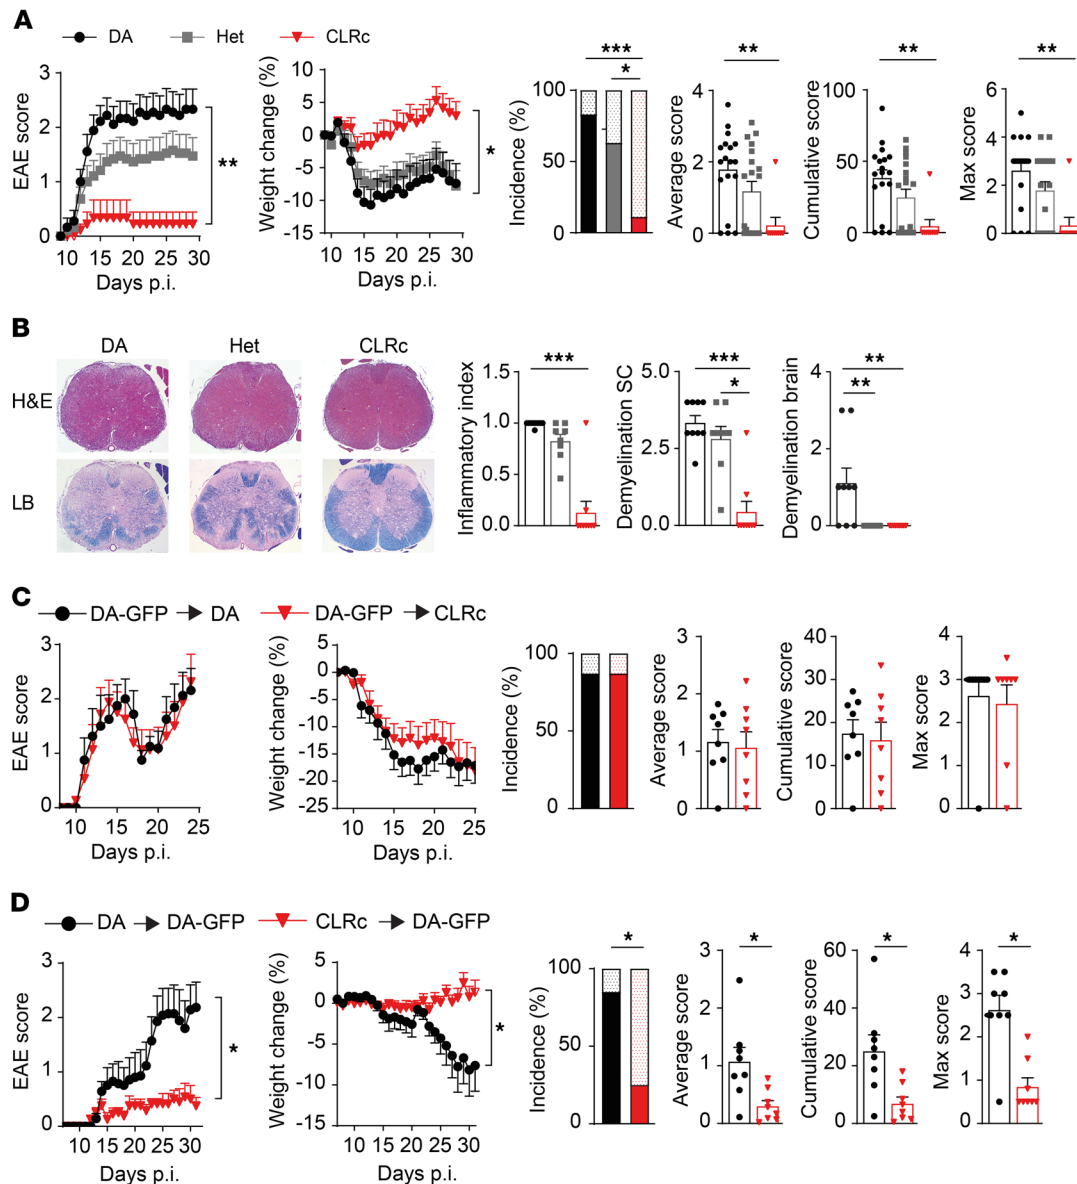 A
DA Het CLRc
EAE score
3
2
1
0
10 15 20 25 30
Days p.i.
**
Weight change (%)
10
5
0
-5
-10
-15
10 15 20 25 30
Days p.i.
*
Incidence (%)
100
50
0
***
*
Average score
4
2
0
**
Cumulative score
100
50
0
**
Max score
6
4
2
0
**
B
DA Het CLRc
H&E
LB
Inflammatory index
1.5
1.0
0.5
0.0
***
Demyelination SC
5.0
2.5
0.0
***
*
Demyelination brain
4
2
0
**
**
C
DA-GFP DA DA-GFP CLRc
EAE score
3
2
1
0
10 15 20 25
Days p.i.
Weight change (%)
5
0
-5
-10
-15
-20
-25
10 15 20 25
Days p.i.
Incidence (%)
100
50
0
Average score
3
2
1
0
Cumulative score
40
30
20
10
0
Max score
4
3
2
1
0
D
DA DA-GFP CLRc DA-GFP
EAE score
3
2
1
0
10 15 20 25 30
Days p.i.
*
Weight change (%)
5
0
-5
-10
-15
10 15 20 25 30
Days p.i.
*
Incidence (%)
100
50
0
*
Average score
3
2
1
0
*
Cumulative score
60
40
20
0
*
Max score
4
3
2
1
0
*